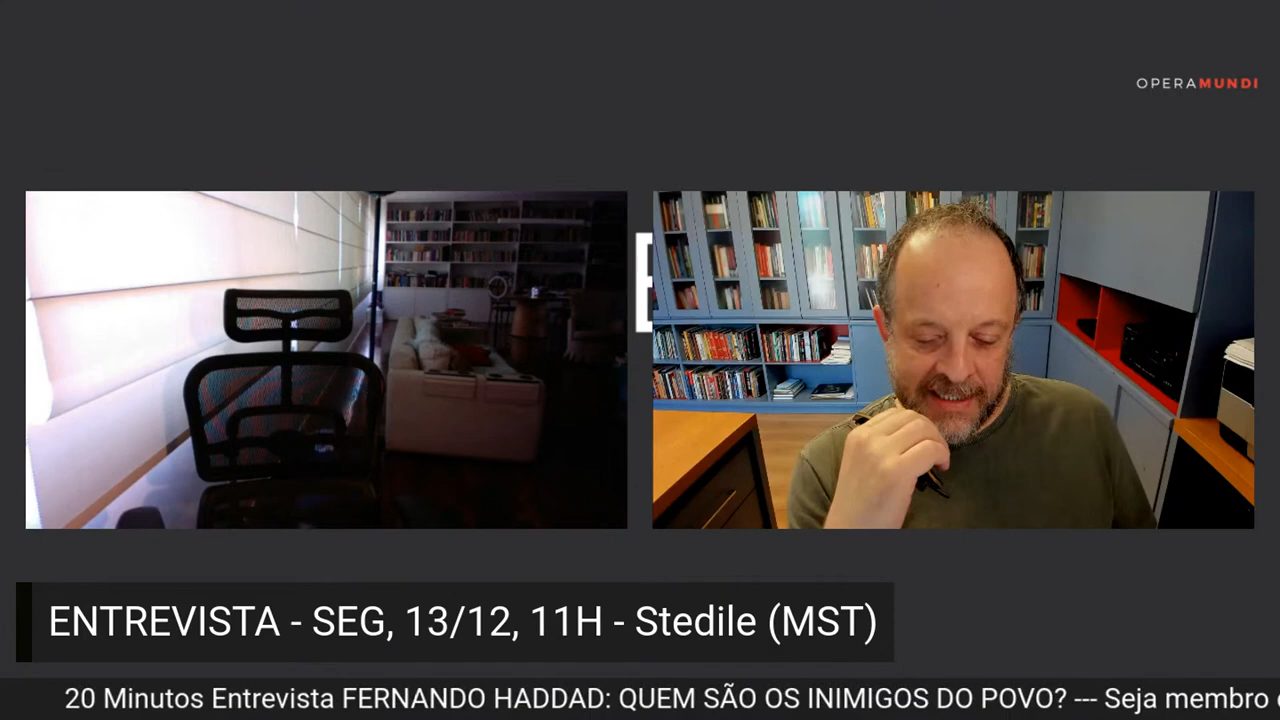 OPERAMUNDI
ENTREVISTA - SEG, 13/12, 11H - Stedile (MST)
20 Minutos Entrevista FERNANDO HADDAD: QUEM SÃO OS INIMIGOS DO POVO? --- Seja membro